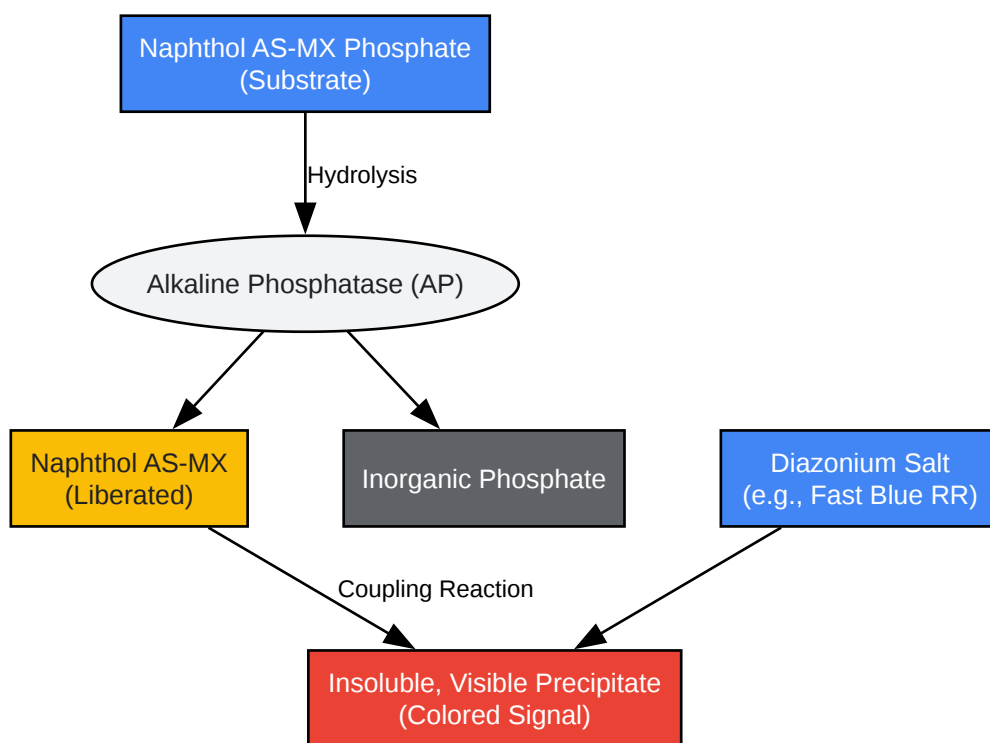 Naphthol AS-MX Phosphate
(Substrate)
Hydrolysis
Alkaline Phosphatase (AP)
Naphthol AS-MX
(Liberated)
Inorganic Phosphate
Diazonium Salt
(e.g., Fast Blue RR)
Coupling Reaction
Insoluble, Visible Precipitate
(Colored Signal)